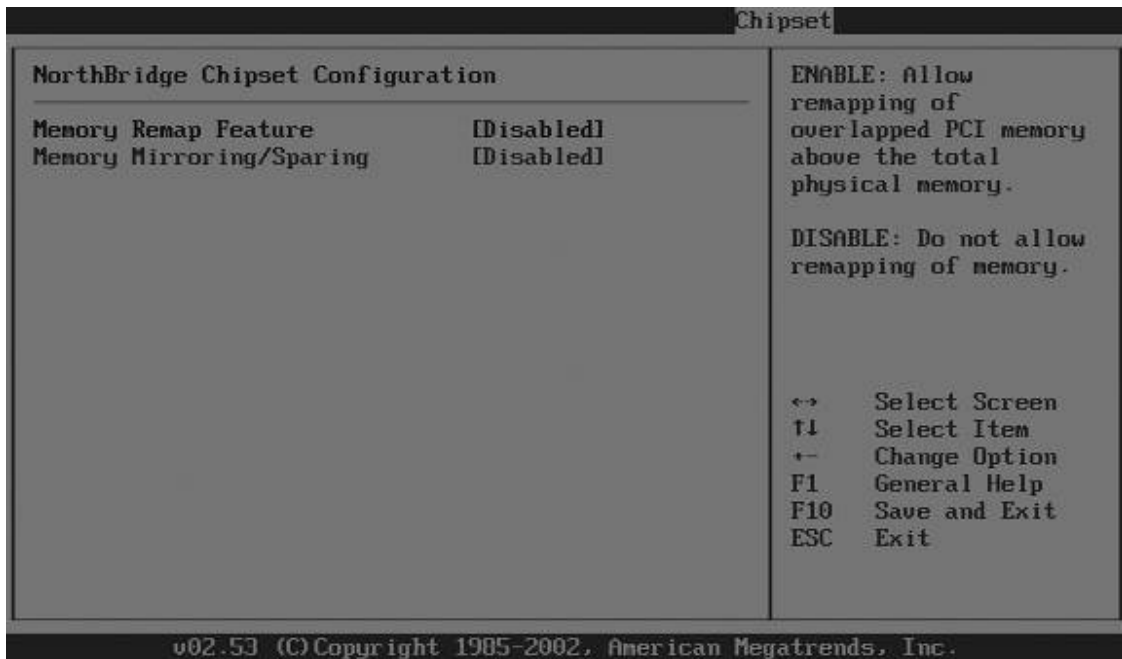 Chipset
NorthBridge Chipset Configuration
Memory Remap Feature [Disabled]
Memory Mirroring/Sparing [Disabled]
ENABLE: Allow
remapping of
overlapped PCI memory
above the total
physical memory.
DISABLE: Do not allow
remapping of memory.
←→ Select Screen
↑↓ Select Item
+- Change Option
F1 General Help
F10 Save and Exit
ESC Exit
v02.53 (C)Copyright 1985-2002, American Megatrends, Inc.